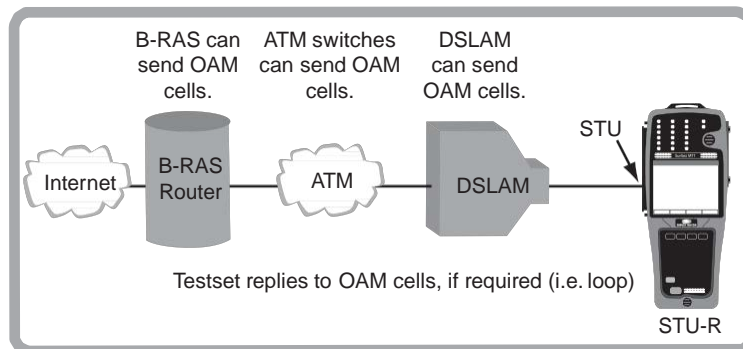 B-RAS can
send OAM
cells.
ATM switches
can send OAM
cells.
DSLAM
can send
OAM cells.
STU
Internet
B-RAS
Router
ATM
DSLAM
Testset replies to OAM cells, if required (i.e. loop)
STU-R